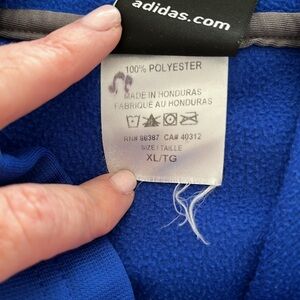 adidas.com
100% POLYESTER
MADE IN HONDURAS
FABRIQUÉ AU HONDURAS
RN# 88387 CA# 40312
SIZE / TAILLE
XL/TG